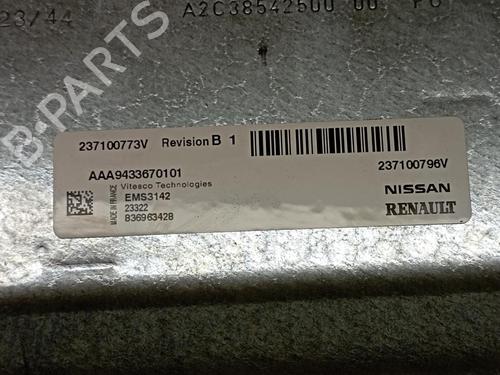 23/44 A2C38542500 00
B-PARTS
237100773V Revision B 1
AAA9433670101
237100796V
Vitesco Technologies
MADE IN FRANCE
EMS3142
23322
836963428
NISSAN
RENAULT